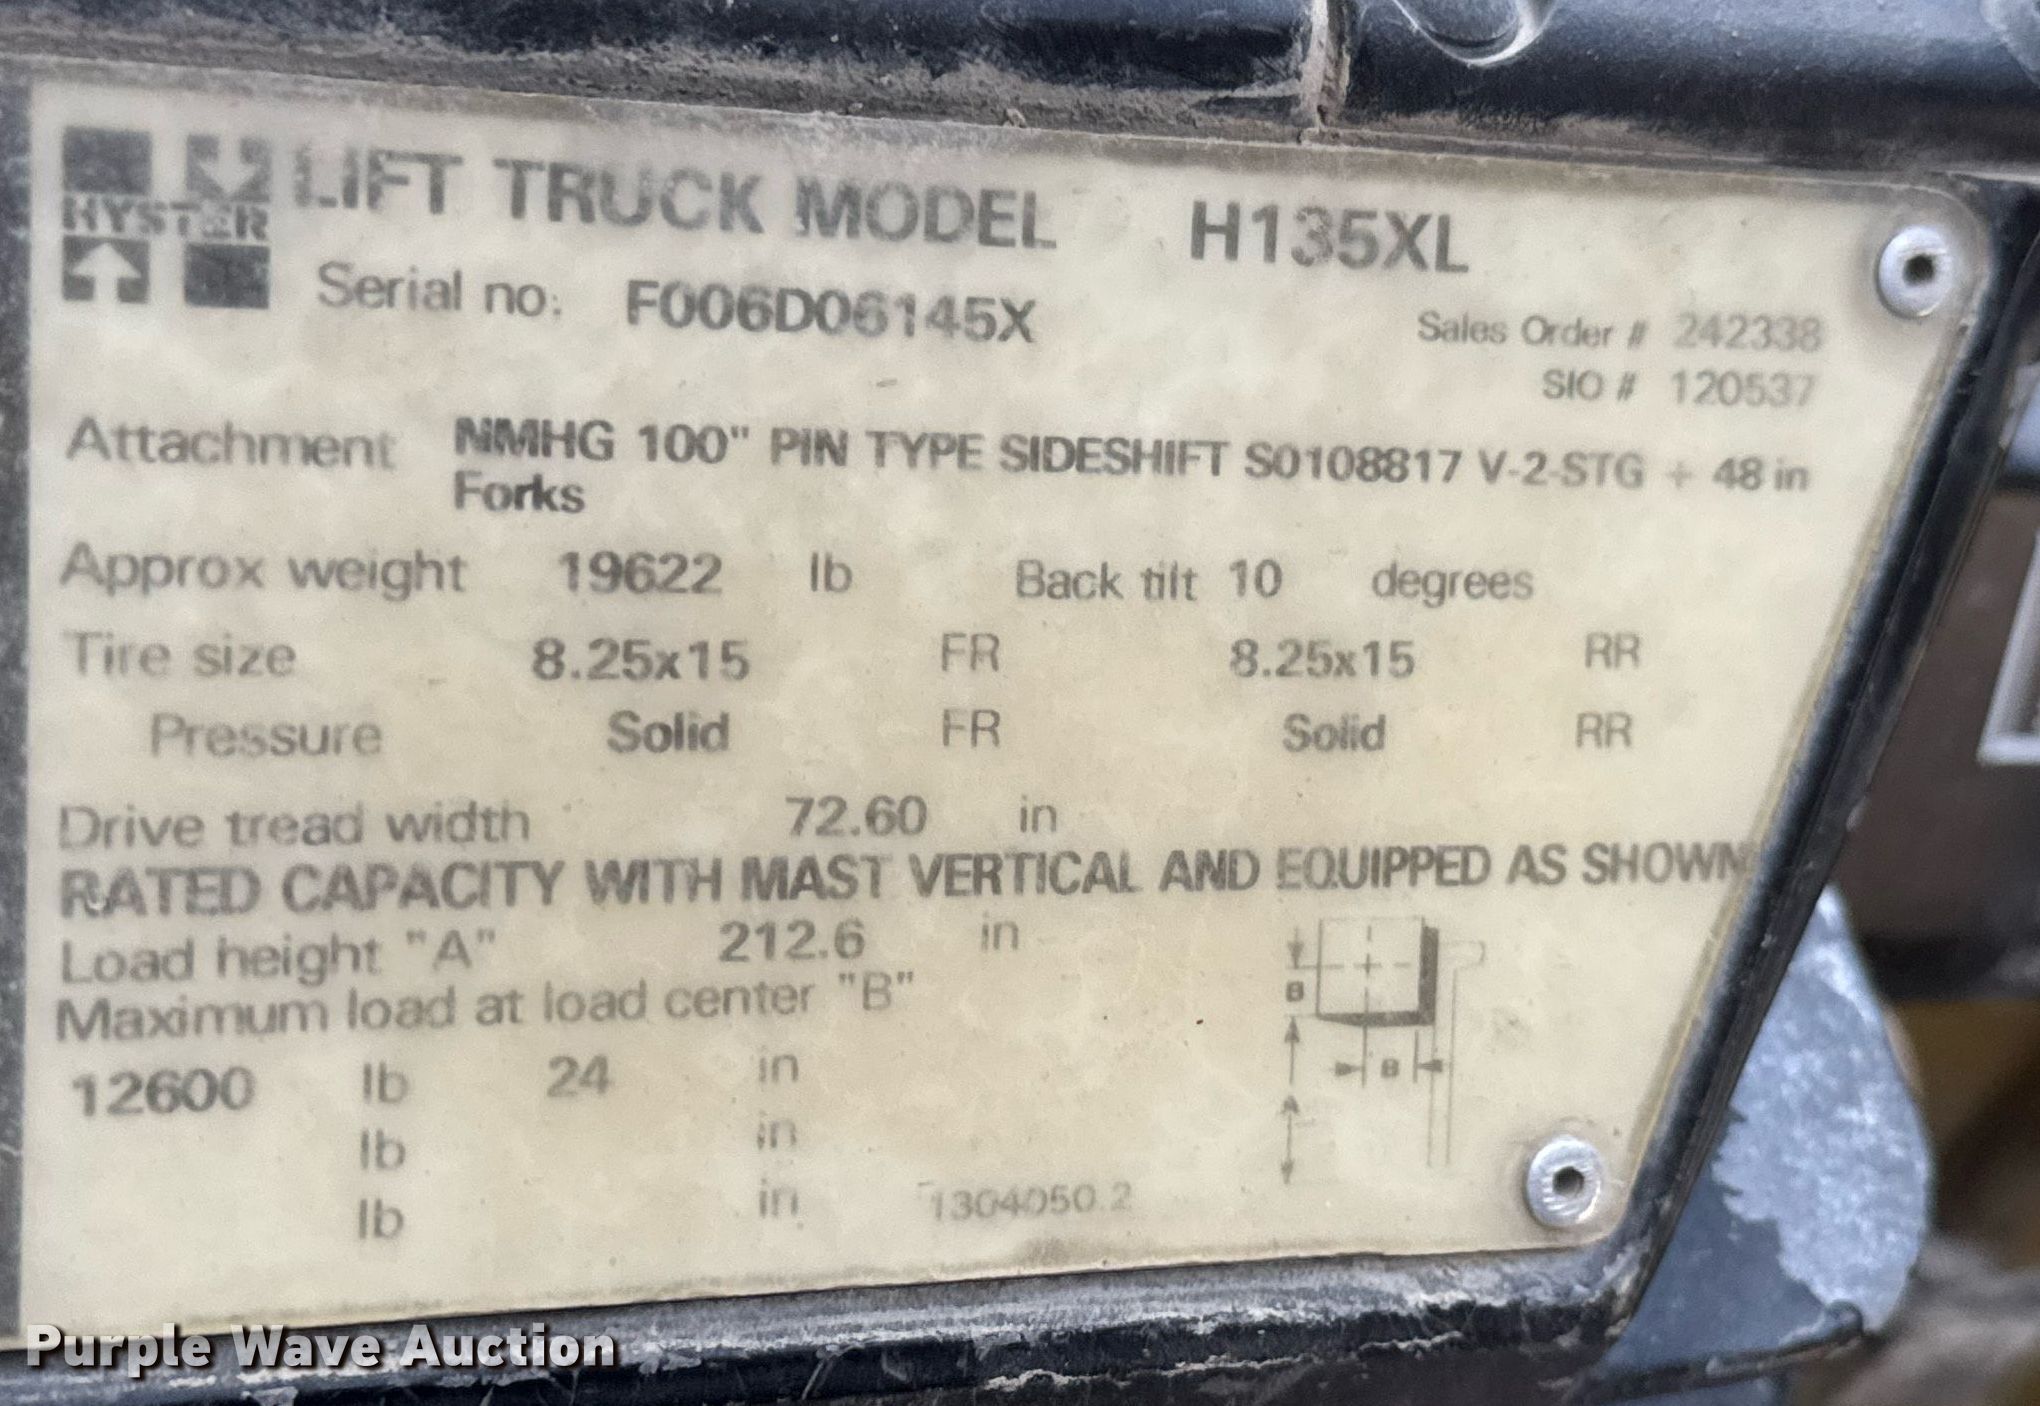 HYSTER
LIFT TRUCK MODEL H135XL
Serial no: F006D06145X
Sales Order # 242338
SIO # 120537
Attachment NMHG 100" PIN TYPE SIDESHIFT S0108817 V-2-STG + 48 in
Forks
Approx weight 19622 lb Back tilt 10 degrees
Tire size 8.25x15 FR 8.25x15 RR
Pressure Solid FR Solid RR
Drive tread width 72.60 in
RATED CAPACITY WITH MAST VERTICAL AND EQUIPPED AS SHOWN
Load height "A" 212.6 in
Maximum load at load center "B"
12600 lb 24 in
lb in
lb in
1304050.2
B
B
Purple Wave Auction